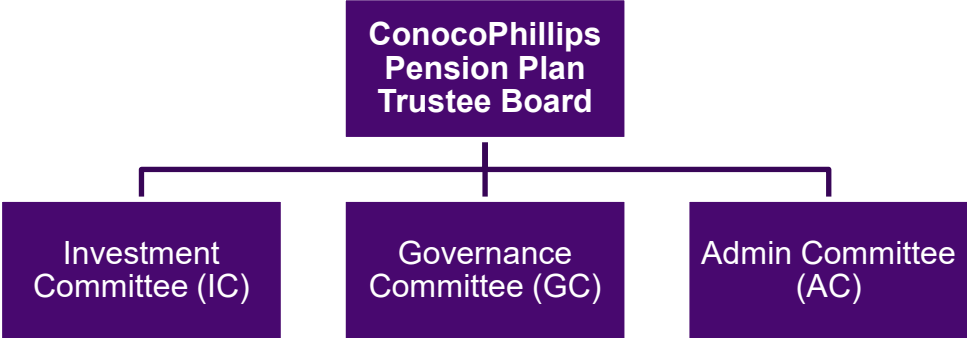 ConocoPhillips
Pension Plan
Trustee Board
Investment
Committee (IC)
Governance
Committee (GC)
Admin Committee
(AC)